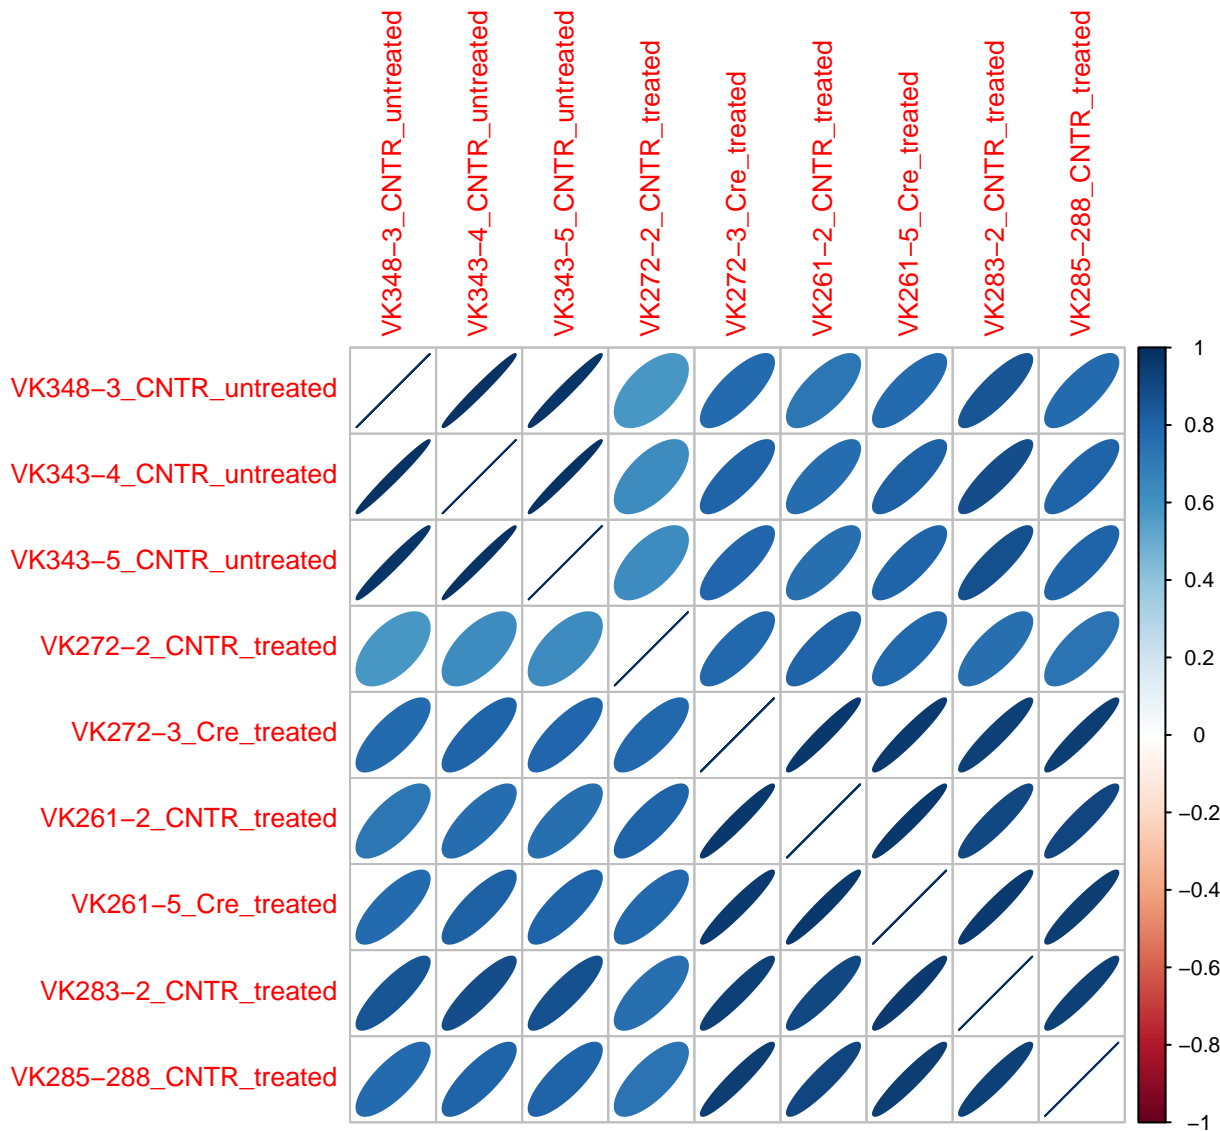 VK348−3_CNTR_untreated
VK343−4_CNTR_untreated
VK343−5_CNTR_untreated
VK272−2_CNTR_treated
VK272−3_Cre_treated
VK261−2_CNTR_treated
VK261−5_Cre_treated
VK283−2_CNTR_treated
VK285−288_CNTR_treated
VK348−3_CNTR_untreated
VK343−4_CNTR_untreated
VK343−5_CNTR_untreated
VK272−2_CNTR_treated
VK272−3_Cre_treated
VK261−2_CNTR_treated
VK261−5_Cre_treated
VK283−2_CNTR_treated
VK285−288_CNTR_treated
1
0.8
0.6
0.4
0.2
0
−0.2
−0.4
−0.6
−0.8
−1